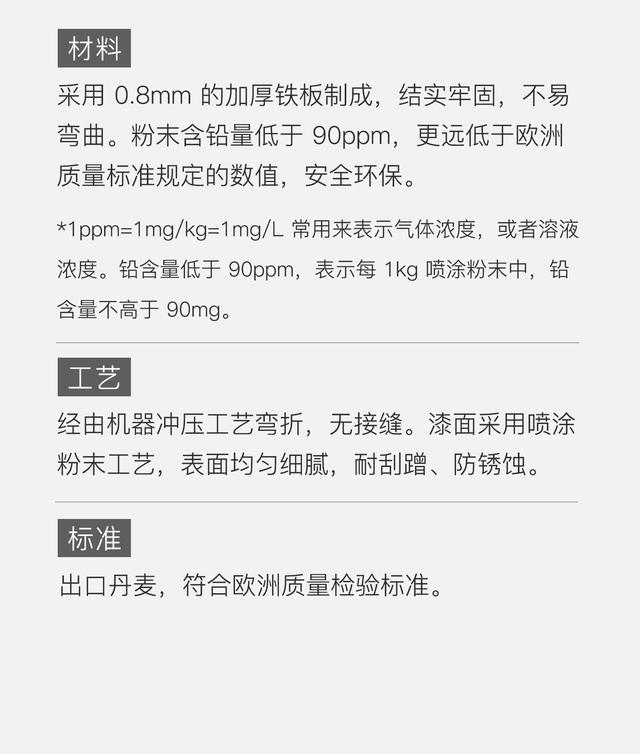 材料
采用 0.8mm 的加厚铁板制成，结实牢固，不易
弯曲。粉末含铅量低于 90ppm，更远低于欧洲
质量标准规定的数值，安全环保。
*1ppm=1mg/kg=1mg/L 常用来表示气体浓度，或者溶液
浓度。铅含量低于 90ppm，表示每 1kg 喷涂粉末中，铅
含量不高于 90mg。
工艺
经由机器冲压工艺弯折，无接缝。漆面采用喷涂
粉末工艺，表面均匀细腻，耐刮蹭、防锈蚀。
标准
出口丹麦，符合欧洲质量检验标准。